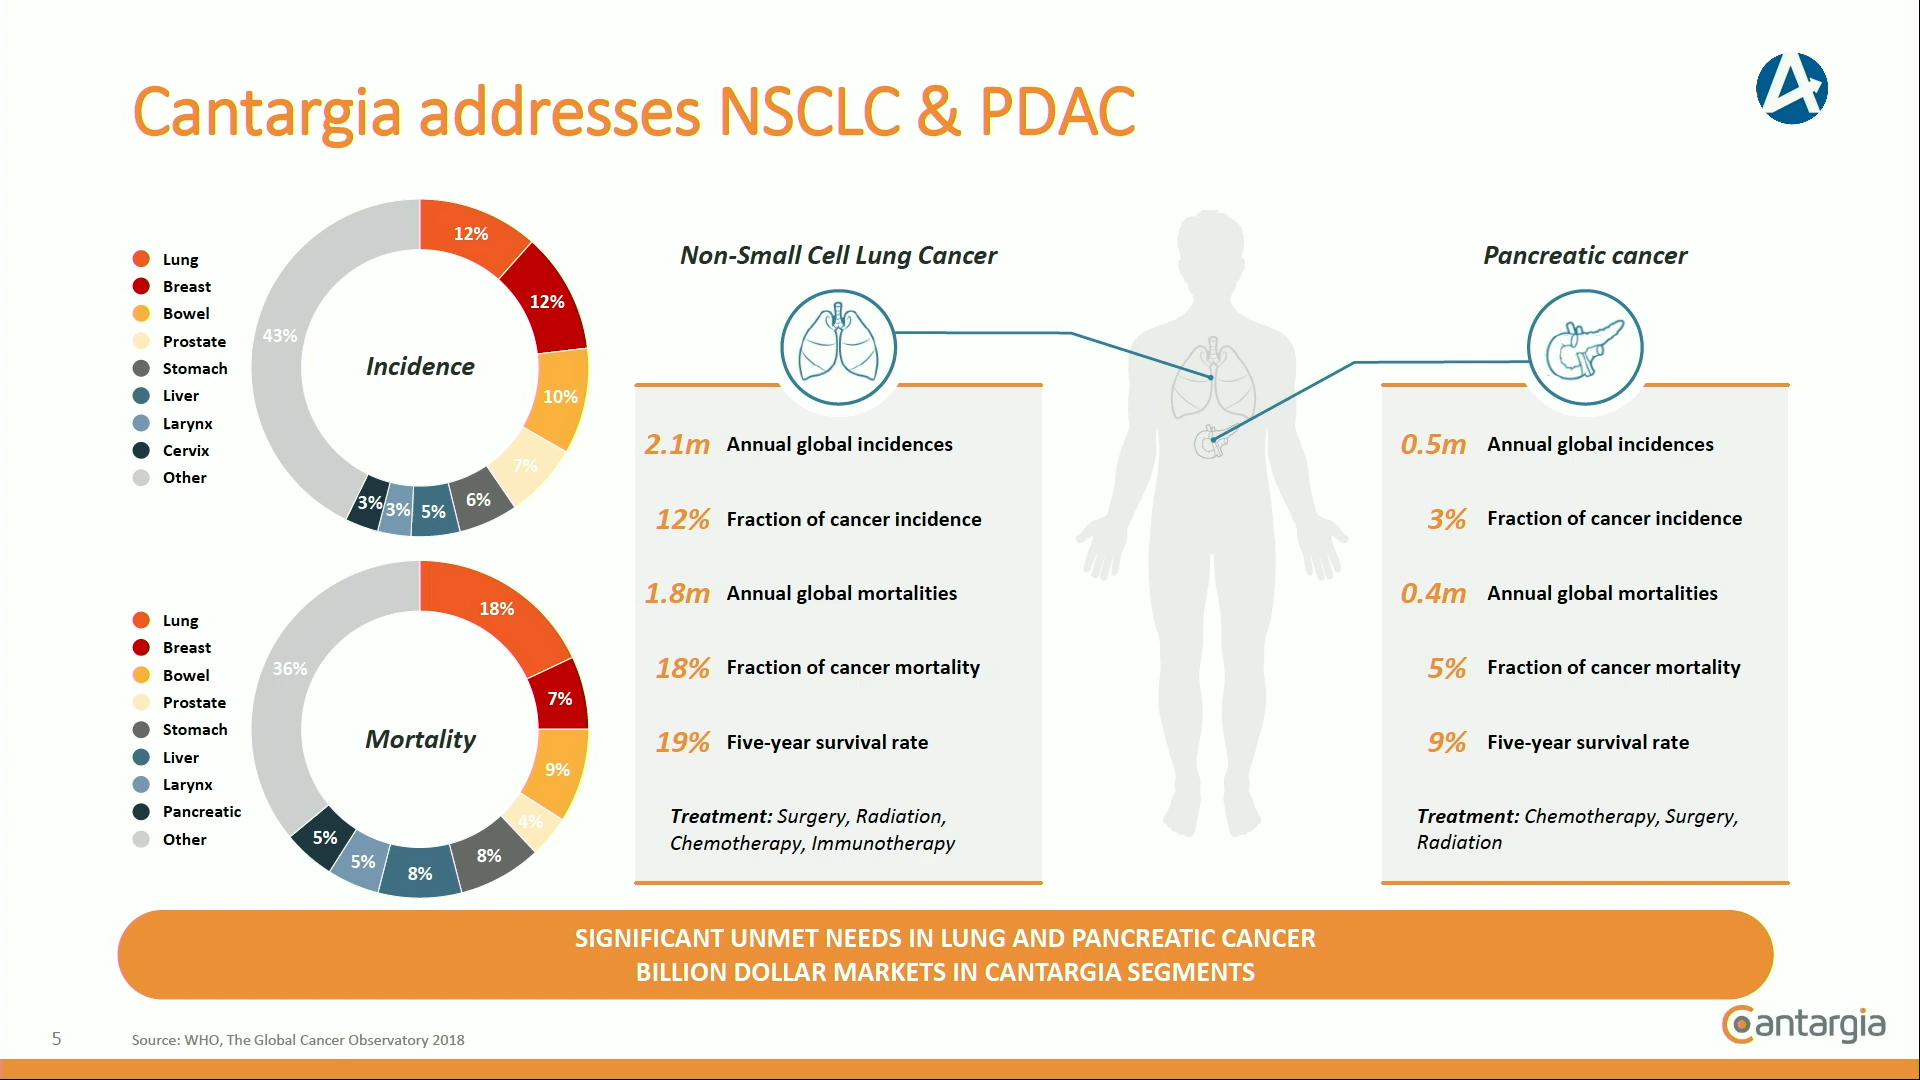 Cantargia addresses NSCLC & PDAC
Lung
Breast
Bowel
Prostate
Stomach
Liver
Larynx
Cervix
Other
Incidence
12%
12%
10%
7%
6%
5%
3%
3%
43%
Lung
Breast
Bowel
Prostate
Stomach
Liver
Larynx
Pancreatic
Other
Mortality
18%
7%
9%
4%
8%
8%
5%
5%
36%
Non-Small Cell Lung Cancer
2.1m Annual global incidences
12% Fraction of cancer incidence
1.8m Annual global mortalities
18% Fraction of cancer mortality
19% Five-year survival rate
Treatment: Surgery, Radiation,
Chemotherapy, Immunotherapy
Pancreatic cancer
0.5m Annual global incidences
3% Fraction of cancer incidence
0.4m Annual global mortalities
5% Fraction of cancer mortality
9% Five-year survival rate
Treatment: Chemotherapy, Surgery,
Radiation
SIGNIFICANT UNMET NEEDS IN LUNG AND PANCREATIC CANCER
BILLION DOLLAR MARKETS IN CANTARGIA SEGMENTS
5
Source: WHO, The Global Cancer Observatory 2018
Cantargia